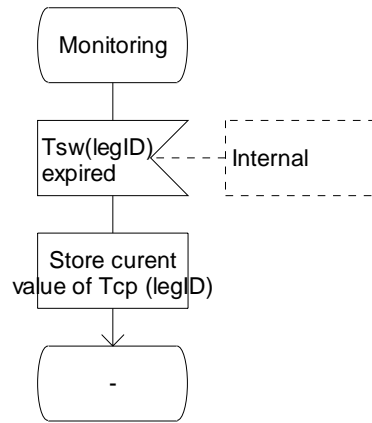 Monitoring
Tsw(legID)
expired
Internal
Store curent
value of Tcp (legID)
-